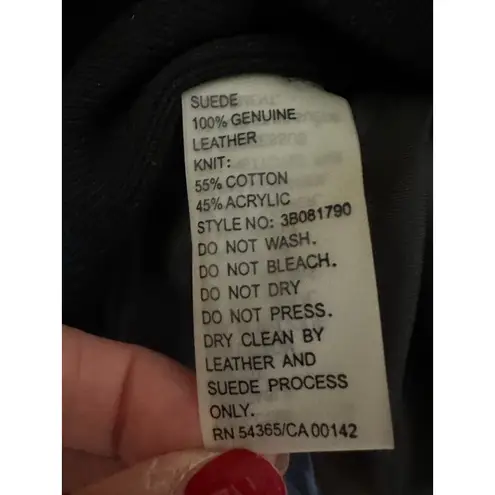 SUEDE
100% GENUINE
LEATHER
KNIT:
55% COTTON
45% ACRYLIC
STYLE NO: 3B081790
DO NOT WASH.
DO NOT BLEACH.
DO NOT DRY
DO NOT PRESS.
DRY CLEAN BY
LEATHER AND
SUEDE PROCESS
ONLY.
RN 54365/CA 00142